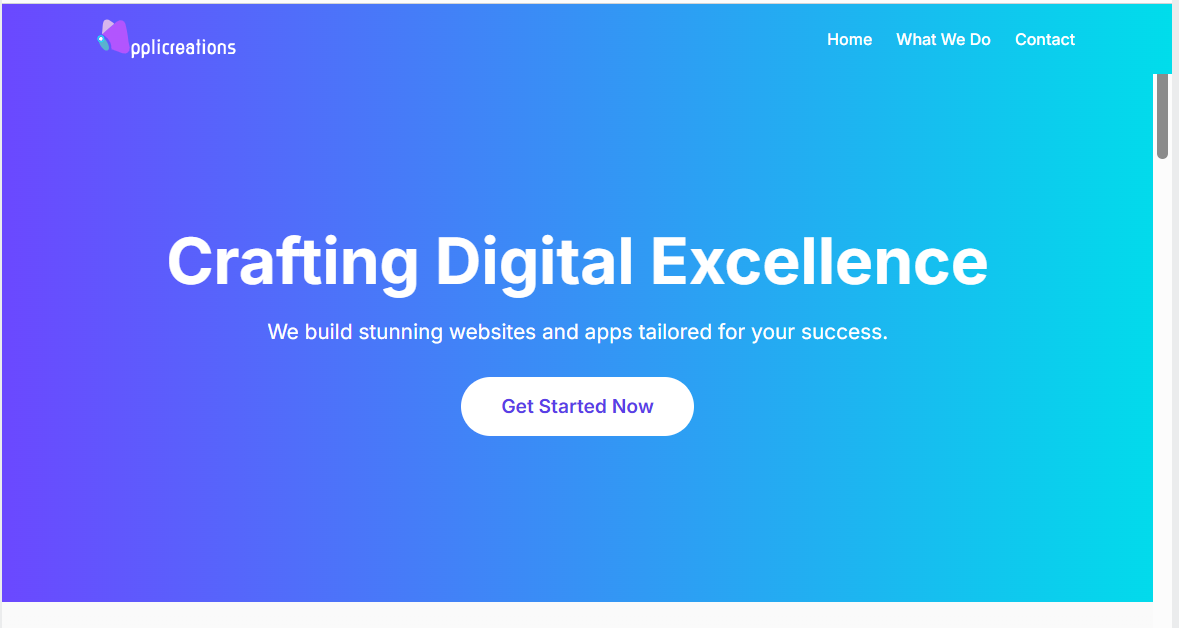 pplicreations
Home What We Do Contact
Crafting Digital Excellence
We build stunning websites and apps tailored for your success.
Get Started Now